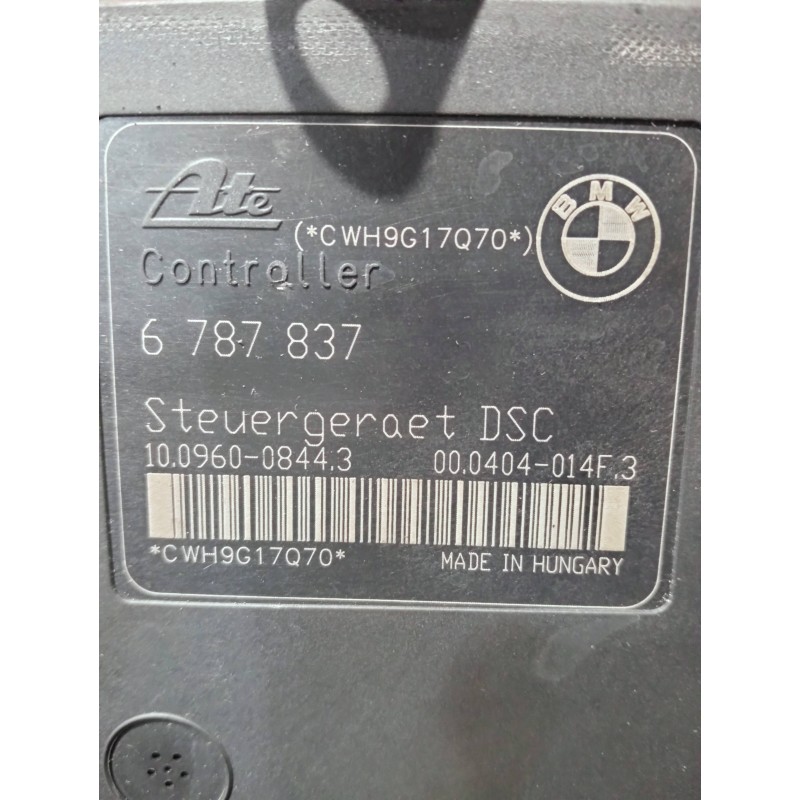 Ate
(*CWH9G17Q70*)
BMW
Controller
6 787 837
Steuergeraet DSC
10.0960-0844.3 00.0404-014F.3
*CWH9G17Q70* MADE IN HUNGARY